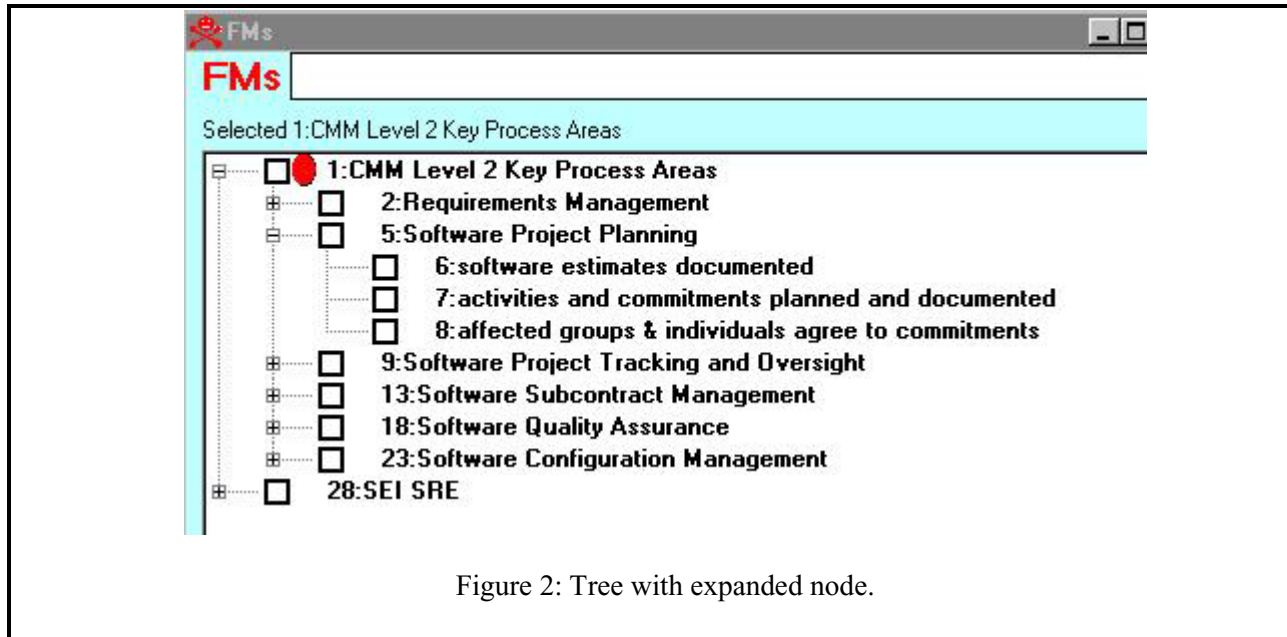 FMs
FMs
Selected 1:CMM Level 2 Key Process Areas
1:CMM Level 2 Key Process Areas
2:Requirements Management
5:Software Project Planning
6:software estimates documented
7:activities and commitments planned and documented
8:affected groups & individuals agree to commitments
9:Software Project Tracking and Oversight
13:Software Subcontract Management
18:Software Quality Assurance
23:Software Configuration Management
28:SEI SRE
Figure 2: Tree with expanded node.